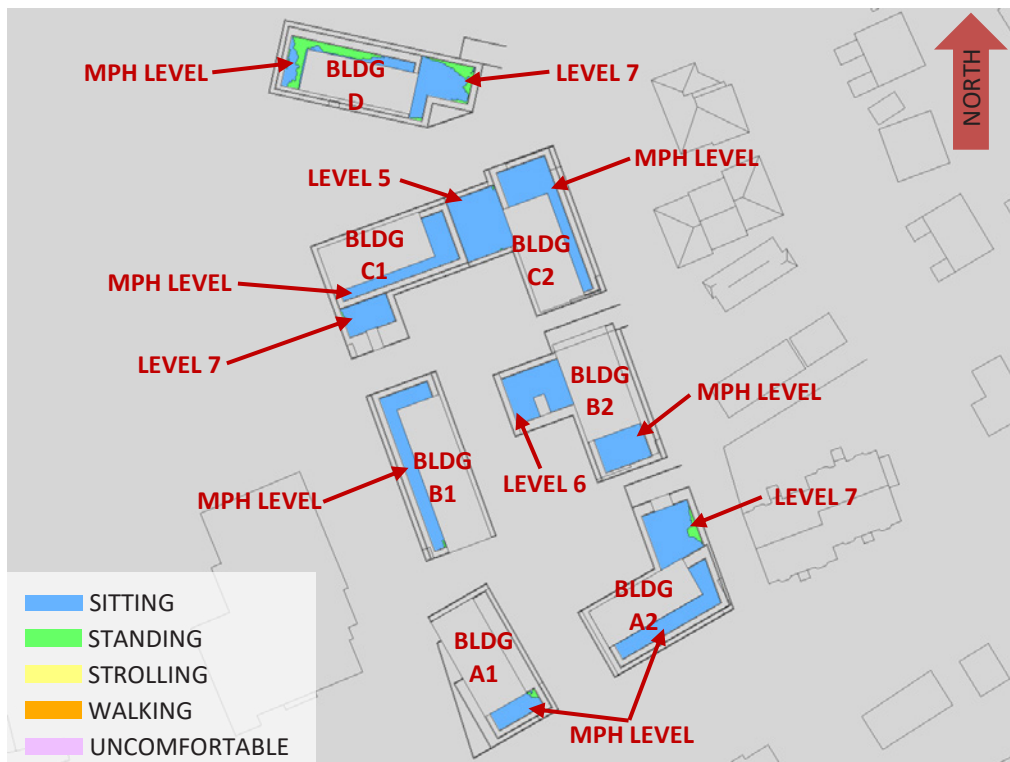 NORTH
MPH LEVEL
BLDG
D
LEVEL 7
LEVEL 5
MPH LEVEL
BLDG
C1
BLDG
C2
MPH LEVEL
LEVEL 7
BLDG
B2
MPH LEVEL
BLDG
B1
LEVEL 6
MPH LEVEL
LEVEL 7
BLDG
A2
BLDG
A1
MPH LEVEL
SITTING
STANDING
STROLLING
WALKING
UNCOMFORTABLE